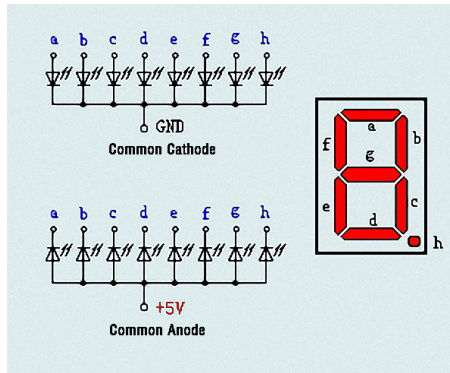 a b c d e f g h
GND
Common Cathode
a b c d e f g h
+5V
Common Anode
a
f b
g
e c
d
h